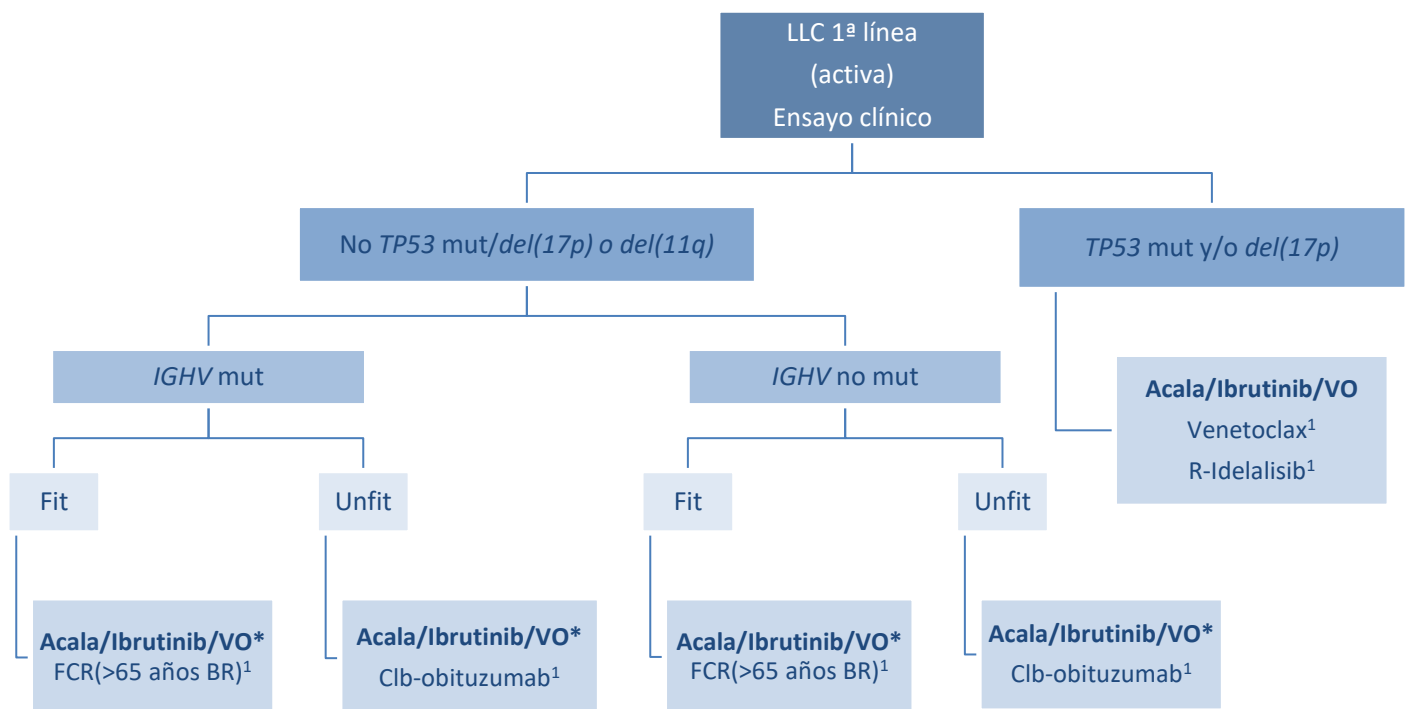 LLC 1ª línea
(activa)
Ensayo clínico
No TP53 mut/del(17p) o del(11q)
TP53 mut y/o del(17p)
IGHV mut
IGHV no mut
Acala/Ibrutinib/VO
Venetoclax¹
R-Idelalisib¹
Fit
Unfit
Fit
Unfit
Acala/Ibrutinib/VO*
FCR(>65 años BR)¹
Acala/Ibrutinib/VO*
Clb-obituzumab¹
Acala/Ibrutinib/VO*
FCR(>65 años BR)¹
Acala/Ibrutinib/VO*
Clb-obituzumab¹